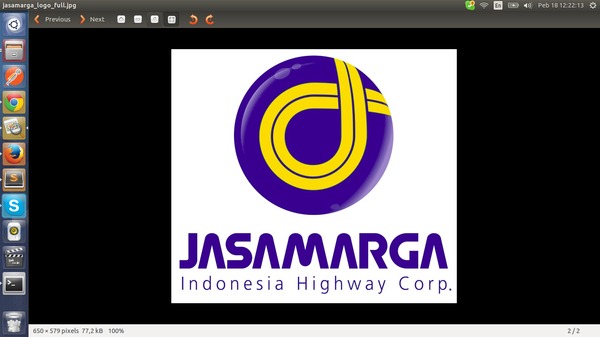 jasamarga_logo_full.jpg
En
Peb 18 12:22:13
Previous
Next
JASAMARGA
Indonesia Highway Corp.
650 × 579 pixels 77,2 kB 100%
2 / 2